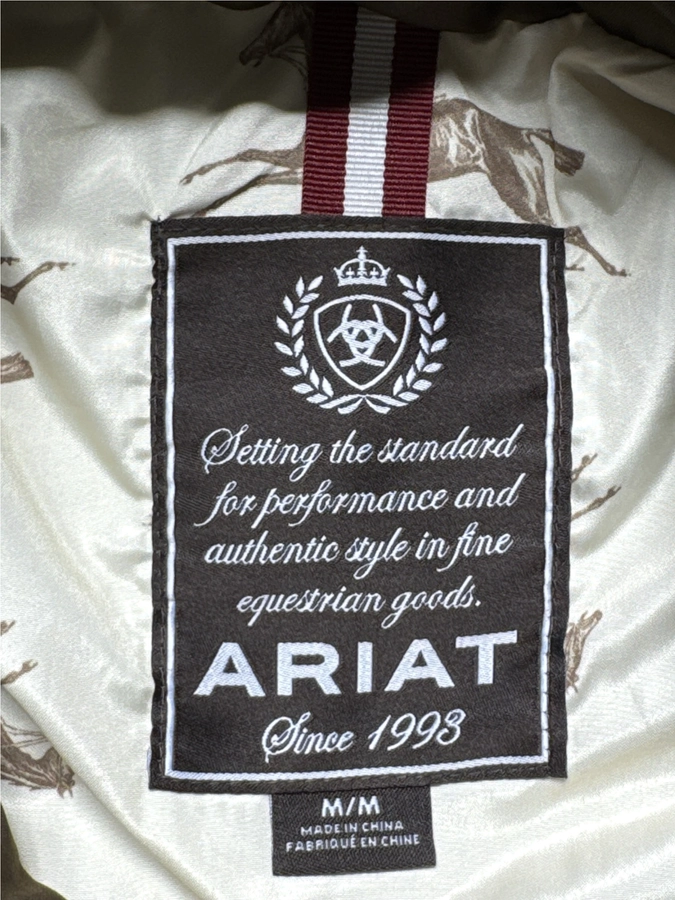 Setting the standard
for performance and
authentic style in fine
equestrian goods.
ARIAT
Since 1993
M/M
MADE IN CHINA
FABRIQUÉ EN CHINE